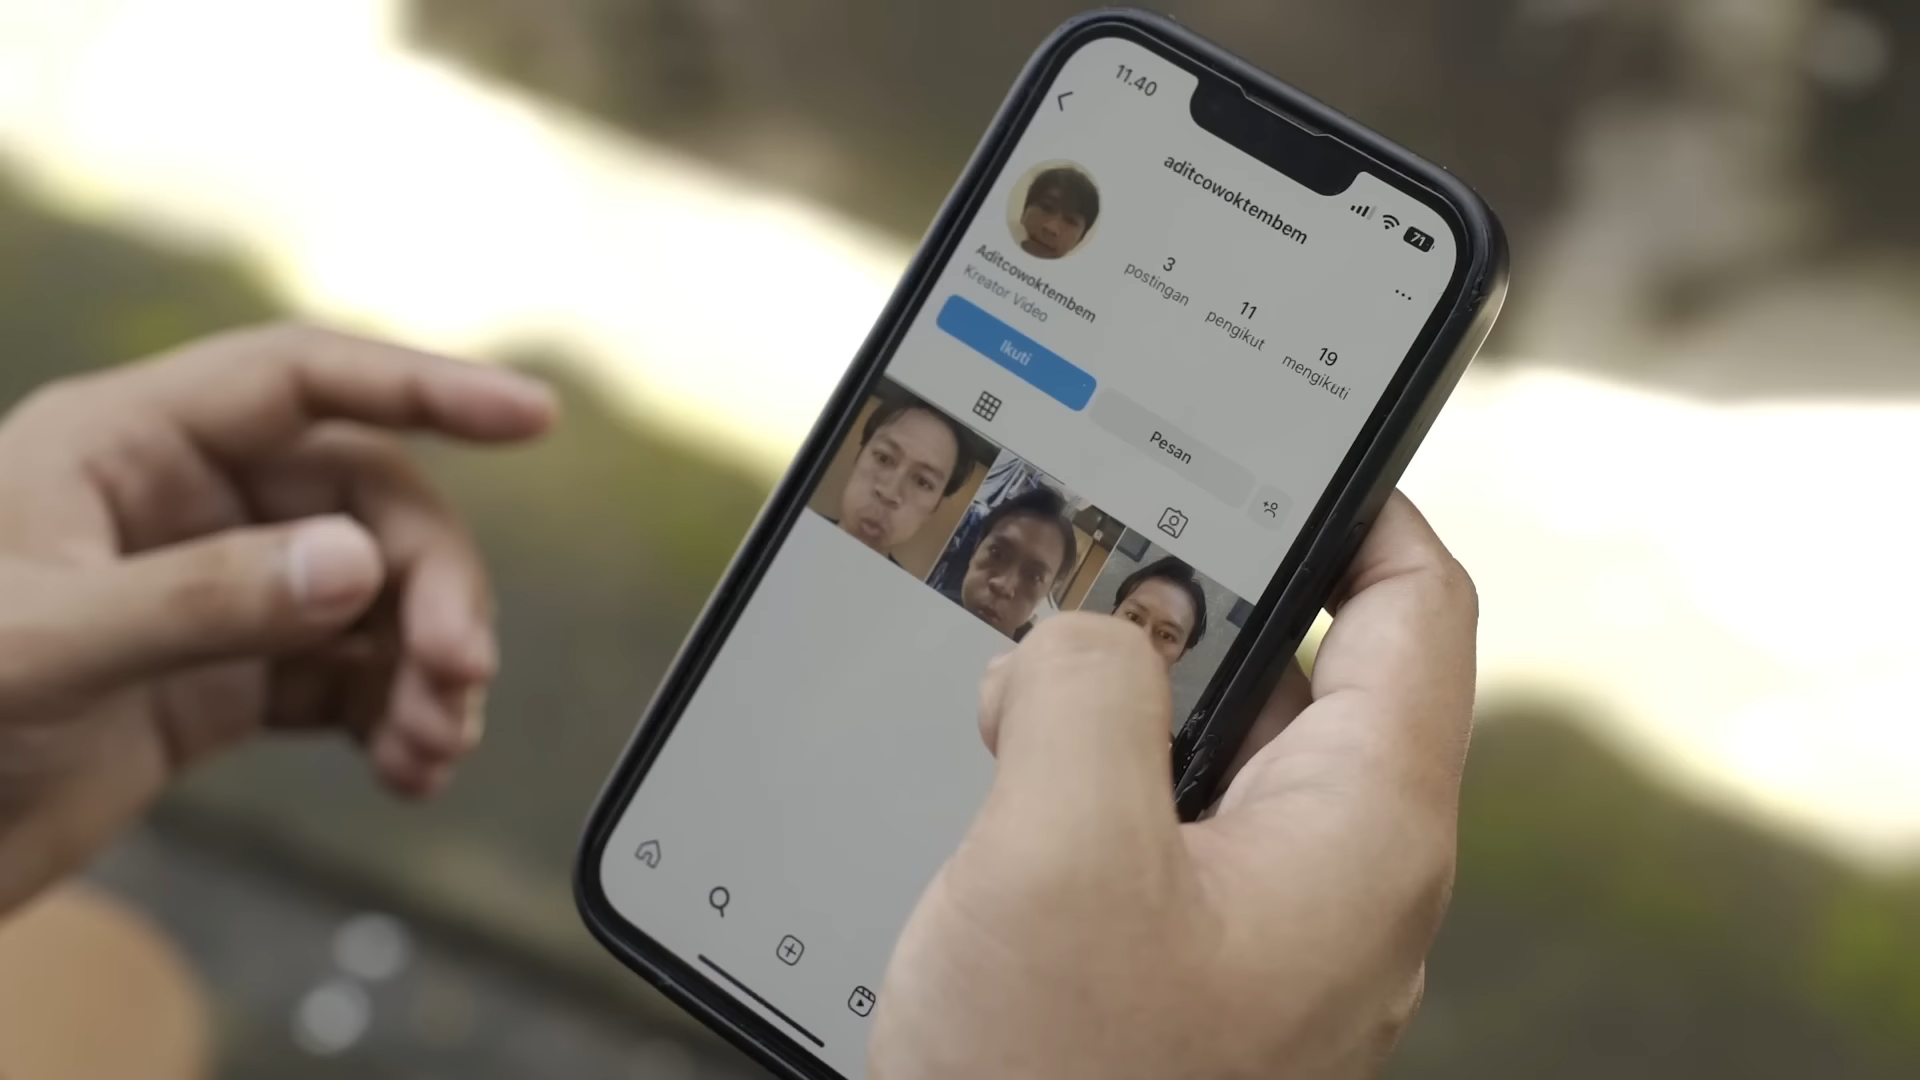 11.40
71
aditcowoktembem
3
postingan
11
pengikut
19
mengikuti
Aditcowoktembem
Kreator Video
Ikuti
Pesan